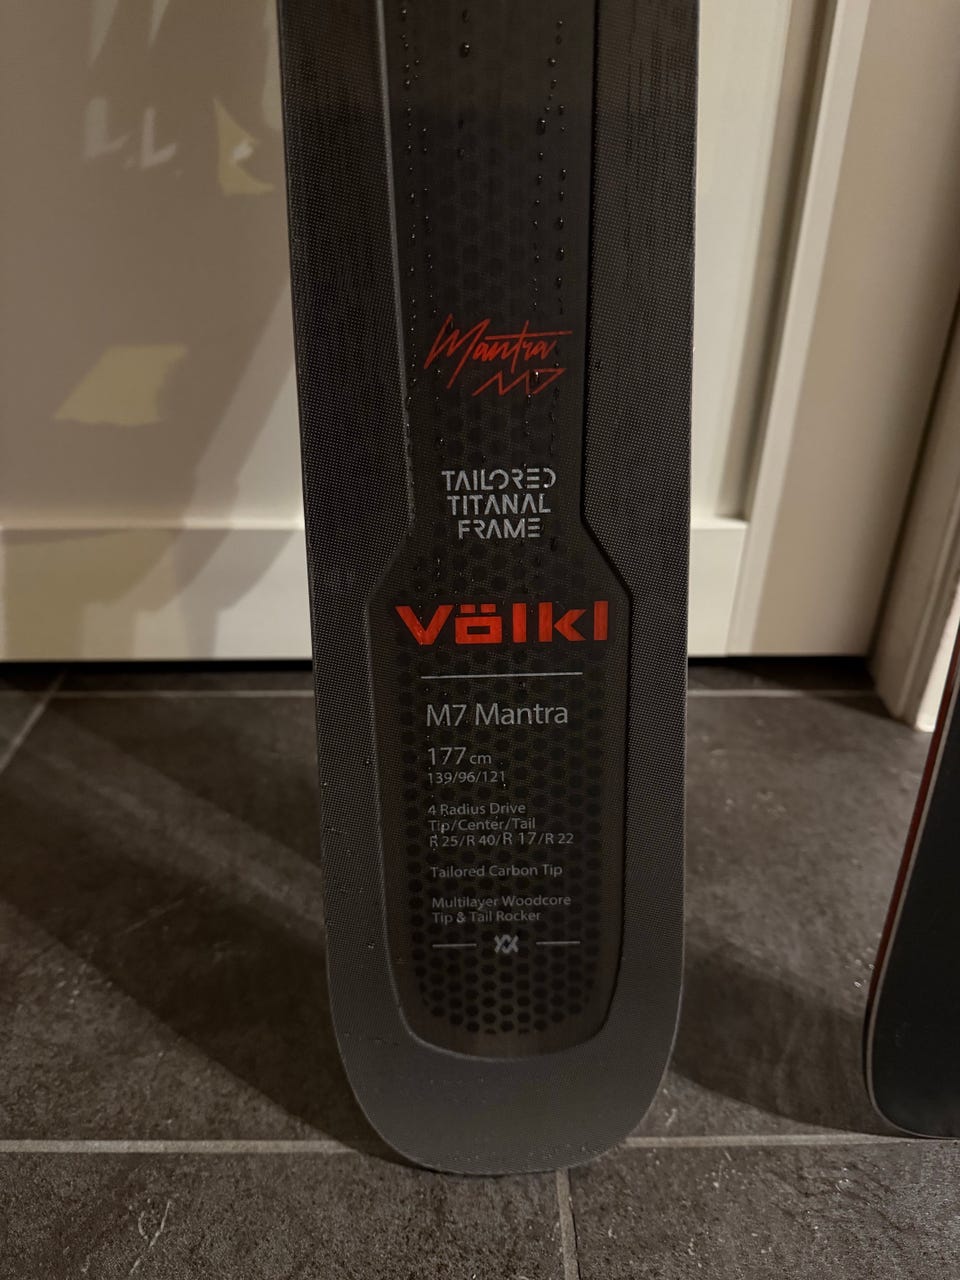 Mantra
M7
TAILORED
TITANAL
FRAME
Völkl
M7 Mantra
177 cm
139/96/121
4 Radius Drive
Tip/Center/Tail
R 25/R 40/R 17/R 22
Tailored Carbon Tip
Multilayer Woodcore
Tip & Tail Rocker